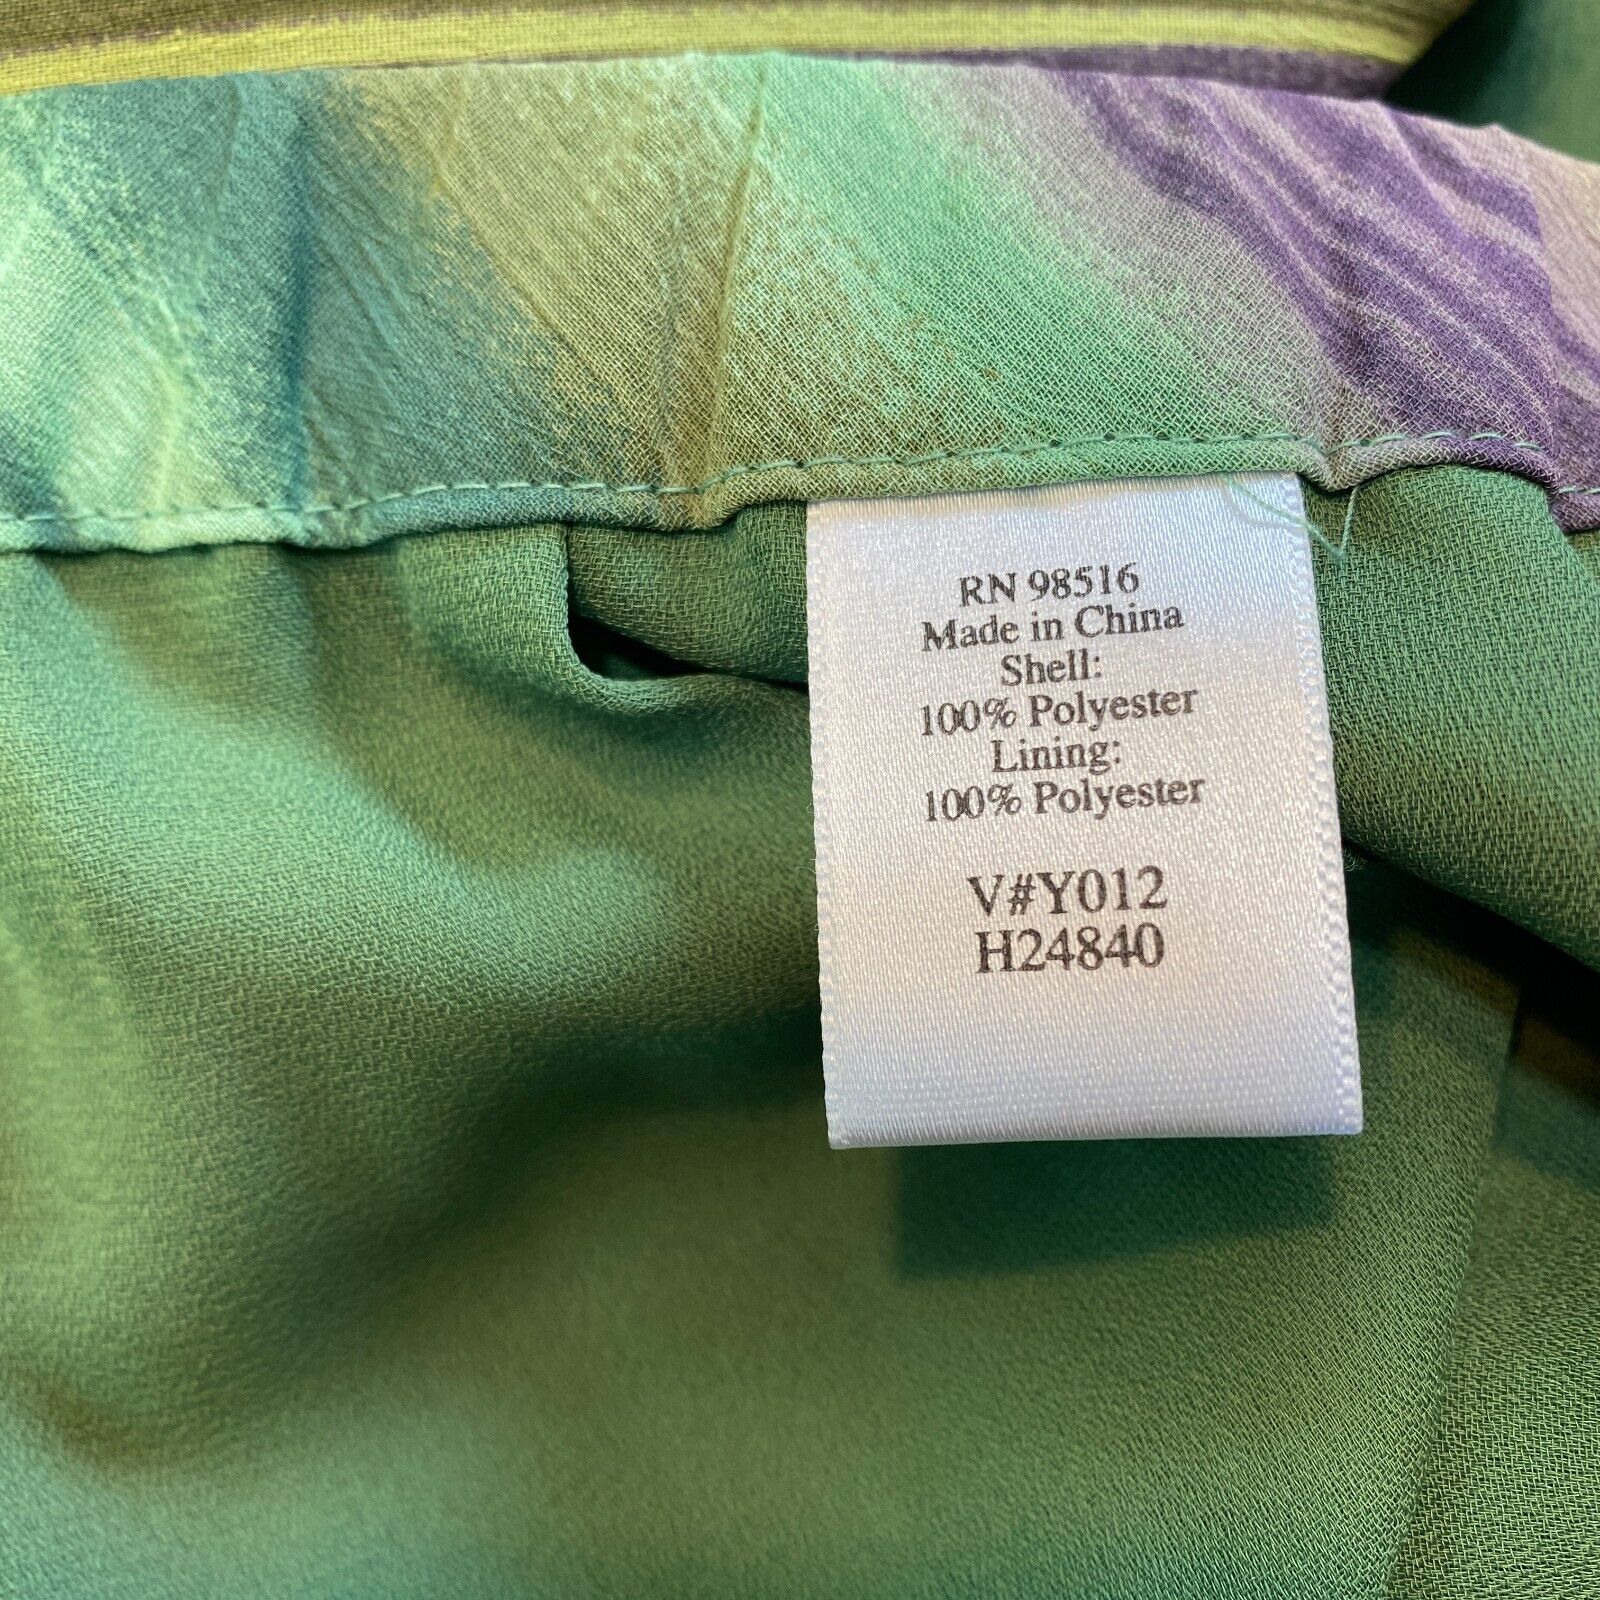 RN 98516
Made in China
Shell:
100% Polyester
Lining:
100% Polyester
V#Y012
H24840